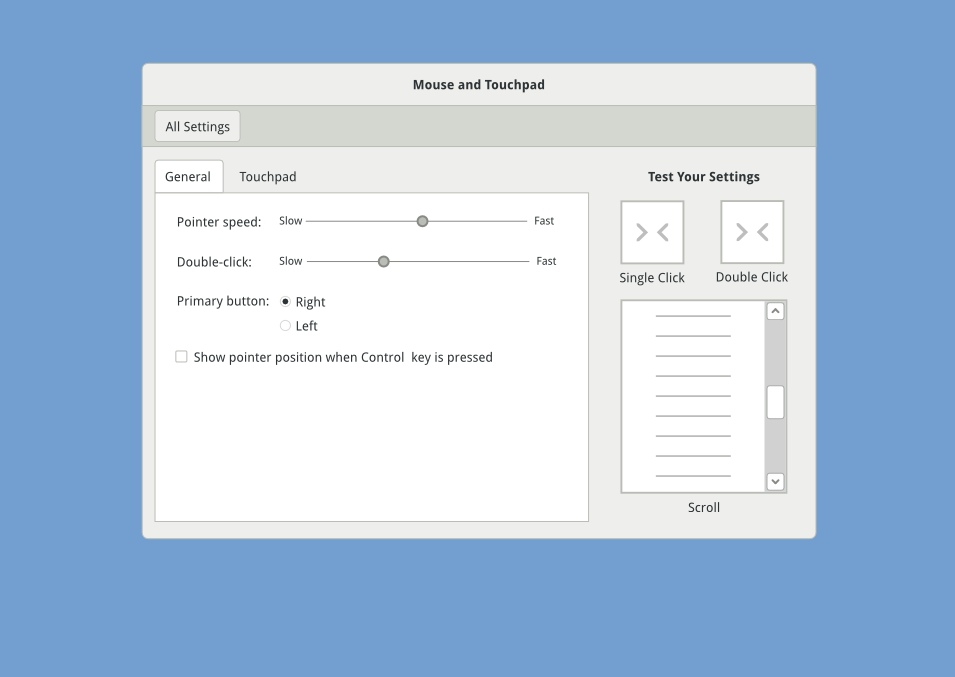 Mouse and Touchpad
All Settings
General Touchpad
Pointer speed: Slow Fast
Double-click: Slow Fast
Primary button: Right
Left
Show pointer position when Control  key is pressed
Test Your Settings
Single Click Double Click
Scroll